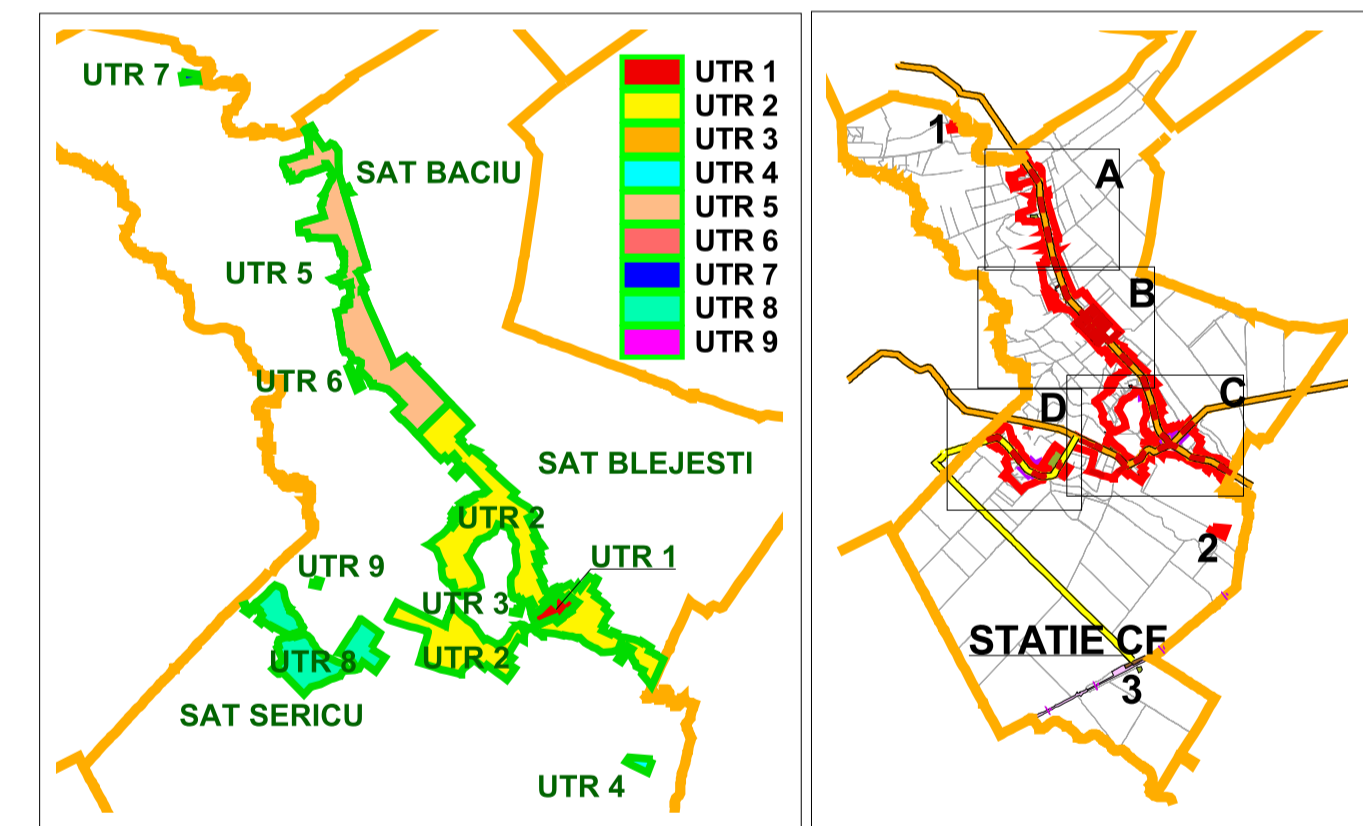 UTR 7
UTR 1
UTR 2
UTR 3
UTR 4
UTR 5
UTR 6
UTR 7
UTR 8
UTR 9
SAT BACIU
UTR 5
UTR 6
SAT BLEJESTI
UTR 2
UTR 1
UTR 9
UTR 3
UTR 8
UTR 2
SAT SERICU
UTR 4
1
A
B
C
D
2
STATIE CF
3